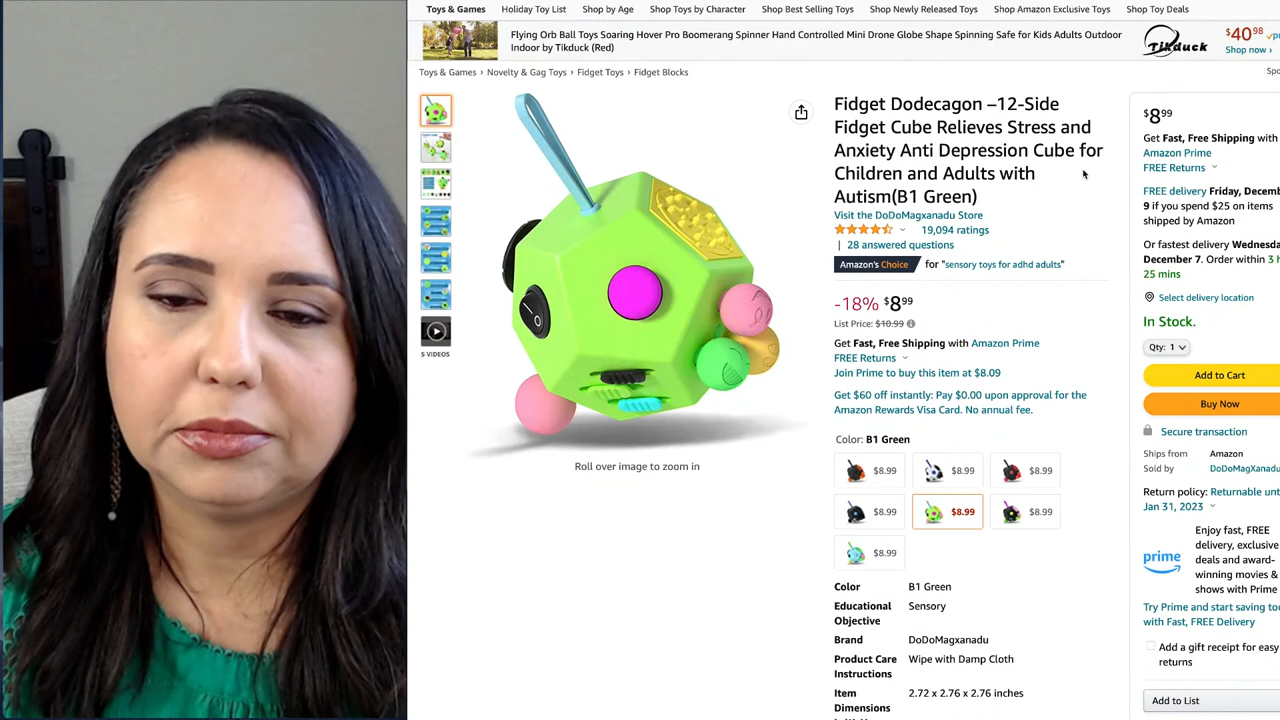 Toys & Games Holiday Toy List Shop by Age Shop Toys by Character Shop Best Selling Toys Shop Newly Released Toys Shop Amazon Exclusive Toys Shop Toy Deals
Flying Orb Ball Toys Soaring Hover Pro Boomerang Spinner Hand Controlled Mini Drone Globe Shape Spinning Safe for Kids Adults Outdoor
Indoor by Tikduck (Red)
Tikduck
$40.98
Shop now ›
Toys & Games › Novelty & Gag Toys › Fidget Toys › Fidget Blocks
5 VIDEOS
Roll over image to zoom in
Fidget Dodecagon –12-Side
Fidget Cube Relieves Stress and
Anxiety Anti Depression Cube for
Children and Adults with
Autism(B1 Green)
Visit the DoDoMagxanadu Store
19,094 ratings
| 28 answered questions
Amazon's Choice for "sensory toys for adhd adults"
-18% $8.99
List Price: $10.99
Get Fast, Free Shipping with Amazon Prime
FREE Returns
Join Prime to buy this item at $8.09
Get $60 off instantly: Pay $0.00 upon approval for the
Amazon Rewards Visa Card. No annual fee.
Color: B1 Green
$8.99 $8.99 $8.99
$8.99 $8.99 $8.99
$8.99
Color B1 Green
Educational Sensory
Objective
Brand DoDoMagxanadu
Product Care Wipe with Damp Cloth
Instructions
Item 2.72 x 2.76 x 2.76 inches
Dimensions
$8.99
Get Fast, Free Shipping with
Amazon Prime
FREE Returns
FREE delivery Friday, Decemb
9 if you spend $25 on items
shipped by Amazon
Or fastest delivery Wednesda
December 7. Order within 3 h
25 mins
Select delivery location
In Stock.
Qty: 1
Add to Cart
Buy Now
Secure transaction
Ships from Amazon
Sold by DoDoMagXanadu
Return policy: Returnable unt
Jan 31, 2023
prime
Enjoy fast, FREE
delivery, exclusive
deals and award-
winning movies &
shows with Prime
Try Prime and start saving to
with Fast, FREE Delivery
Add a gift receipt for easy
returns
Add to List